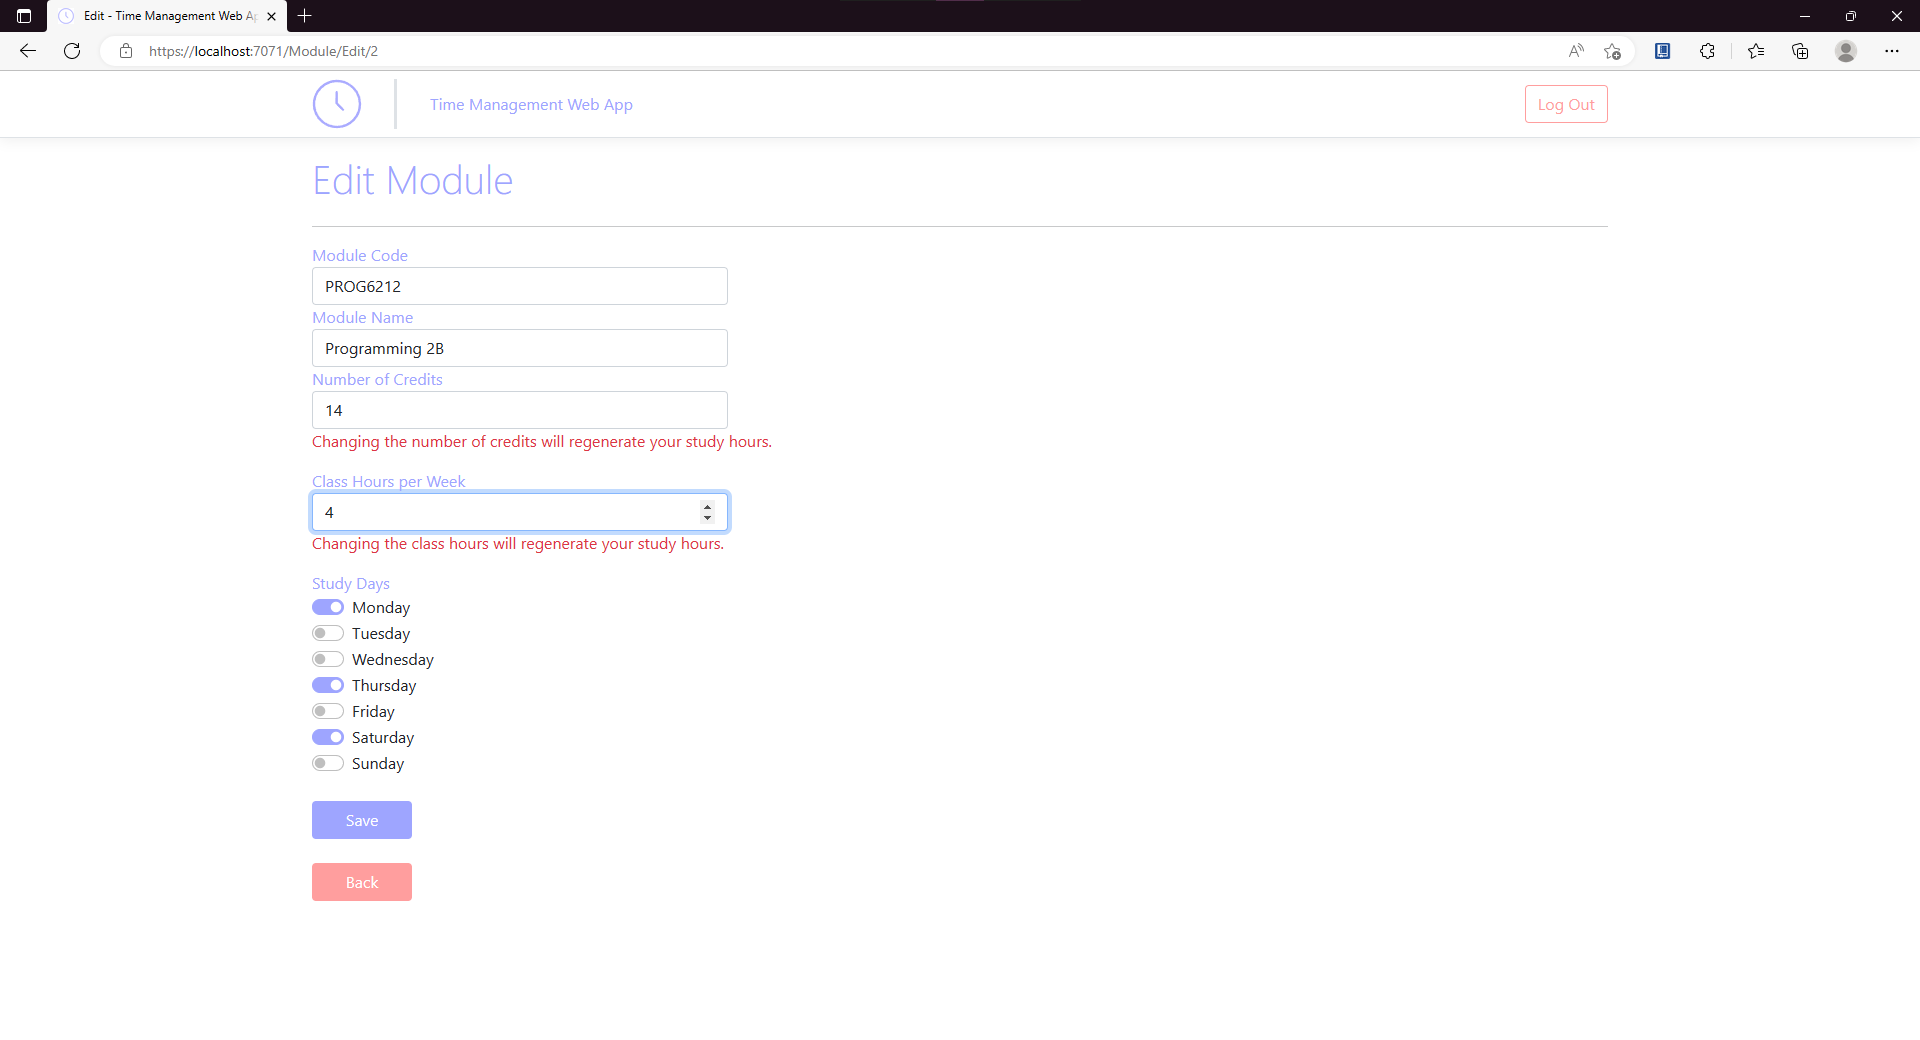 Edit - Time Management Web Ap
https://localhost:7071/Module/Edit/2
Time Management Web App
Log Out
Edit Module
Module Code
PROG6212
Module Name
Programming 2B
Number of Credits
14
Changing the number of credits will regenerate your study hours.
Class Hours per Week
4
Changing the class hours will regenerate your study hours.
Study Days
Monday
Tuesday
Wednesday
Thursday
Friday
Saturday
Sunday
Save
Back